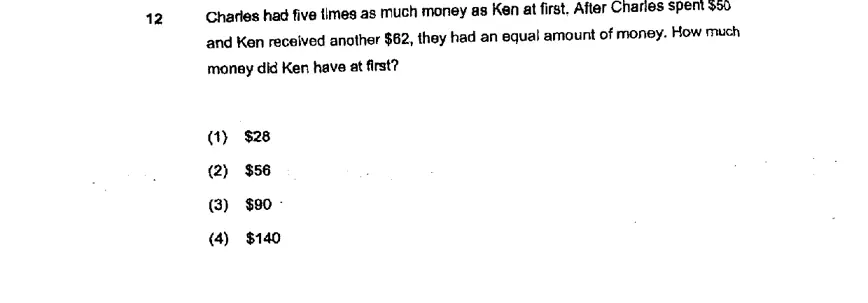 12 Charles had five times as much money as Ken at first. After Charles spent $50
and Ken received another $62, they had an equal amount of money. How much
money did Ken have at first?
(1) $28
(2) $56
(3) $90
(4) $140